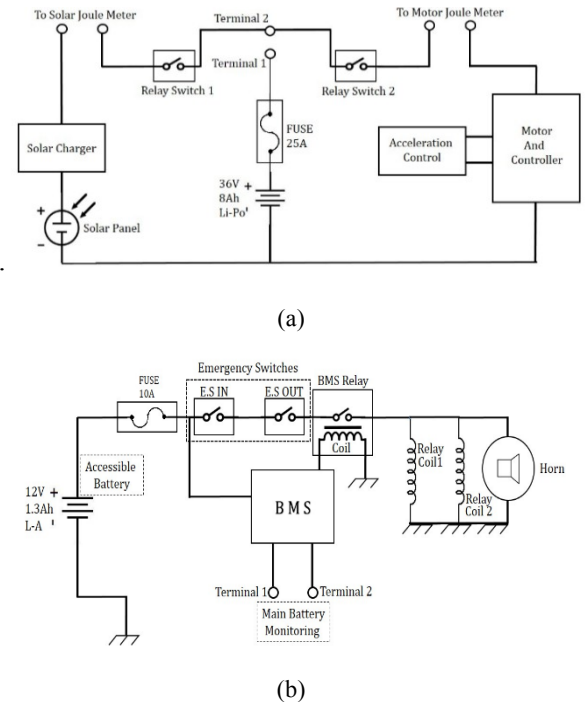 To Solar Joule Meter
Terminal 2
To Motor Joule Meter
Terminal 1
Relay Switch 1
Relay Switch 2
Solar Charger
FUSE
25A
Acceleration
Control
Motor
And
Controller
36V +
8Ah
Li-Po'
+
Solar Panel
−
(a)
Emergency Switches
FUSE
10A
E.S IN
E.S OUT
BMS Relay
Coil
Accessible
Battery
Relay
Coil1
Relay
Coil 2
Horn
12V +
1.3Ah
L-A '
BMS
Terminal 1
Terminal 2
Main Battery
Monitoring
(b)